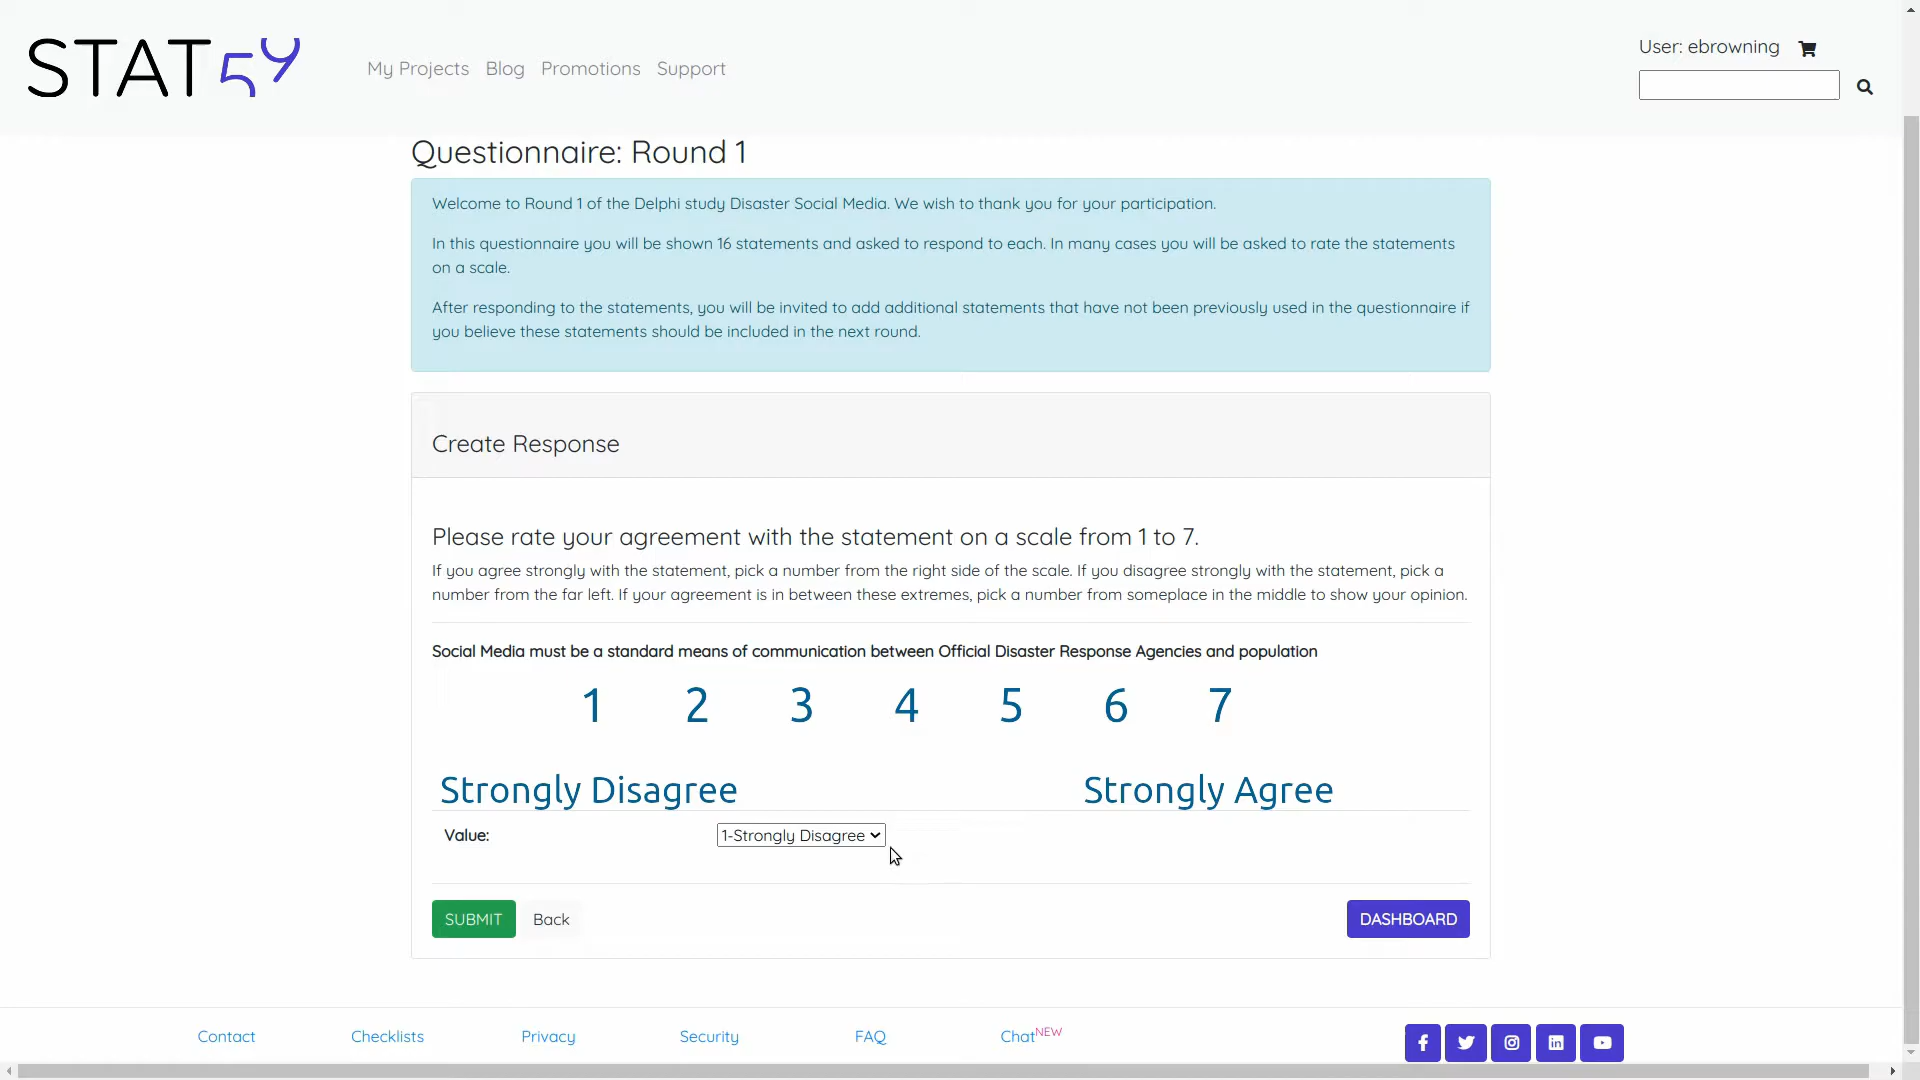 STAT59
My Projects Blog Promotions Support
User: ebrowning
Questionnaire: Round 1
Welcome to Round 1 of the Delphi study Disaster Social Media. We wish to thank you for your participation.
In this questionnaire you will be shown 16 statements and asked to respond to each. In many cases you will be asked to rate the statements
on a scale.
After responding to the statements, you will be invited to add additional statements that have not been previously used in the questionnaire if
you believe these statements should be included in the next round.
Create Response
Please rate your agreement with the statement on a scale from 1 to 7.
If you agree strongly with the statement, pick a number from the right side of the scale. If you disagree strongly with the statement, pick a
number from the far left. If your agreement is in between these extremes, pick a number from someplace in the middle to show your opinion.
Social Media must be a standard means of communication between Official Disaster Response Agencies and population
1 2 3 4 5 6 7
Strongly Disagree Strongly Agree
Value: 1-Strongly Disagree
SUBMIT Back DASHBOARD
Contact Checklists Privacy Security FAQ Chat NEW